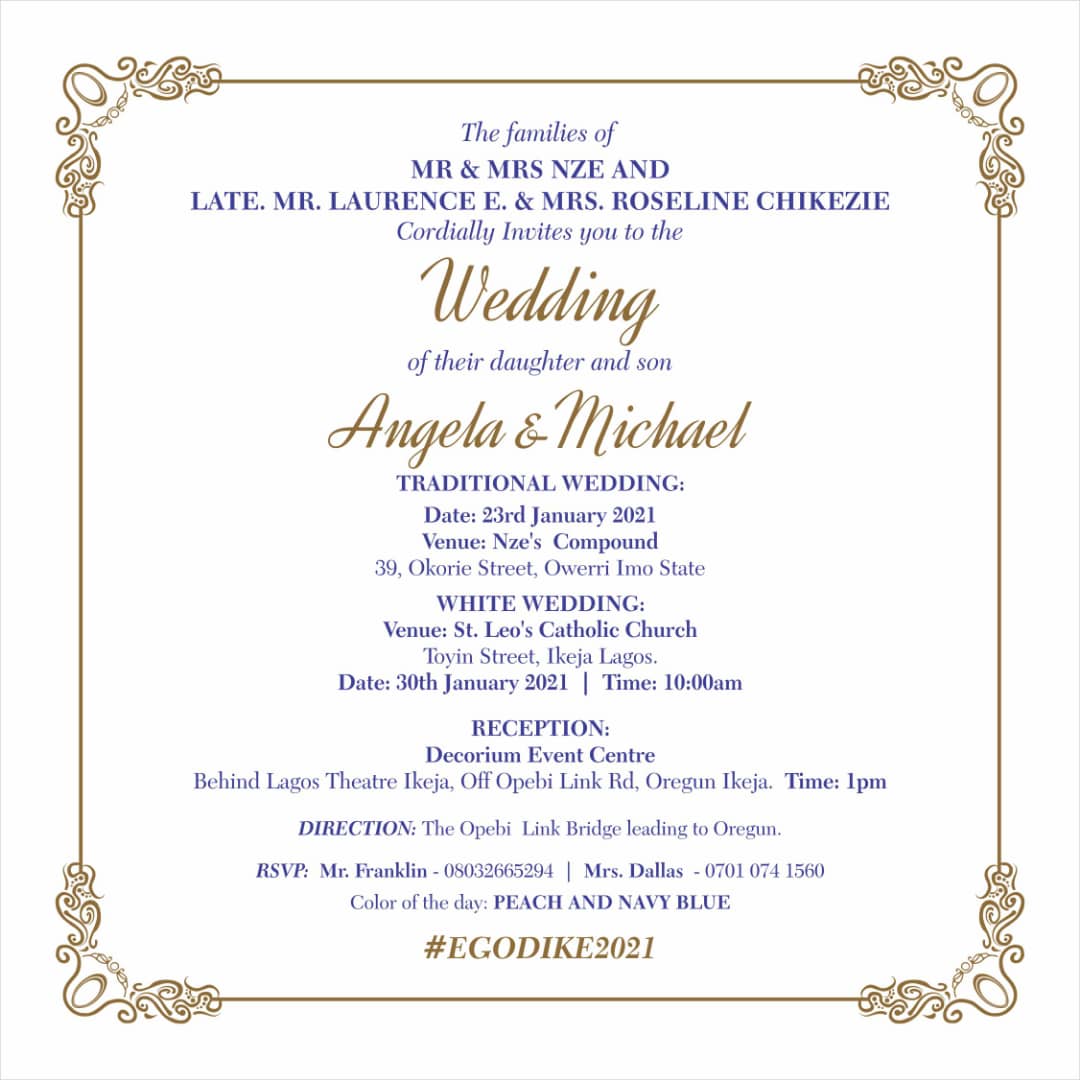 The families of
MR & MRS NZE AND
LATE. MR. LAURENCE E. & MRS. ROSELINE CHIKEZIE
Cordially Invites you to the
Wedding
of their daughter and son
Angela & Michael
TRADITIONAL WEDDING:
Date: 23rd January 2021
Venue: Nze's Compound
39, Okorie Street, Owerri Imo State
WHITE WEDDING:
Venue: St. Leo's Catholic Church
Toyin Street, Ikeja Lagos.
Date: 30th January 2021 | Time: 10:00am
RECEPTION:
Decorium Event Centre
Behind Lagos Theatre Ikeja, Off Opebi Link Rd, Oregun Ikeja. Time: 1pm
DIRECTION: The Opebi Link Bridge leading to Oregun.
RSVP: Mr. Franklin - 08032665294 | Mrs. Dallas - 0701 074 1560
Color of the day: PEACH AND NAVY BLUE
#EGODIKE2021